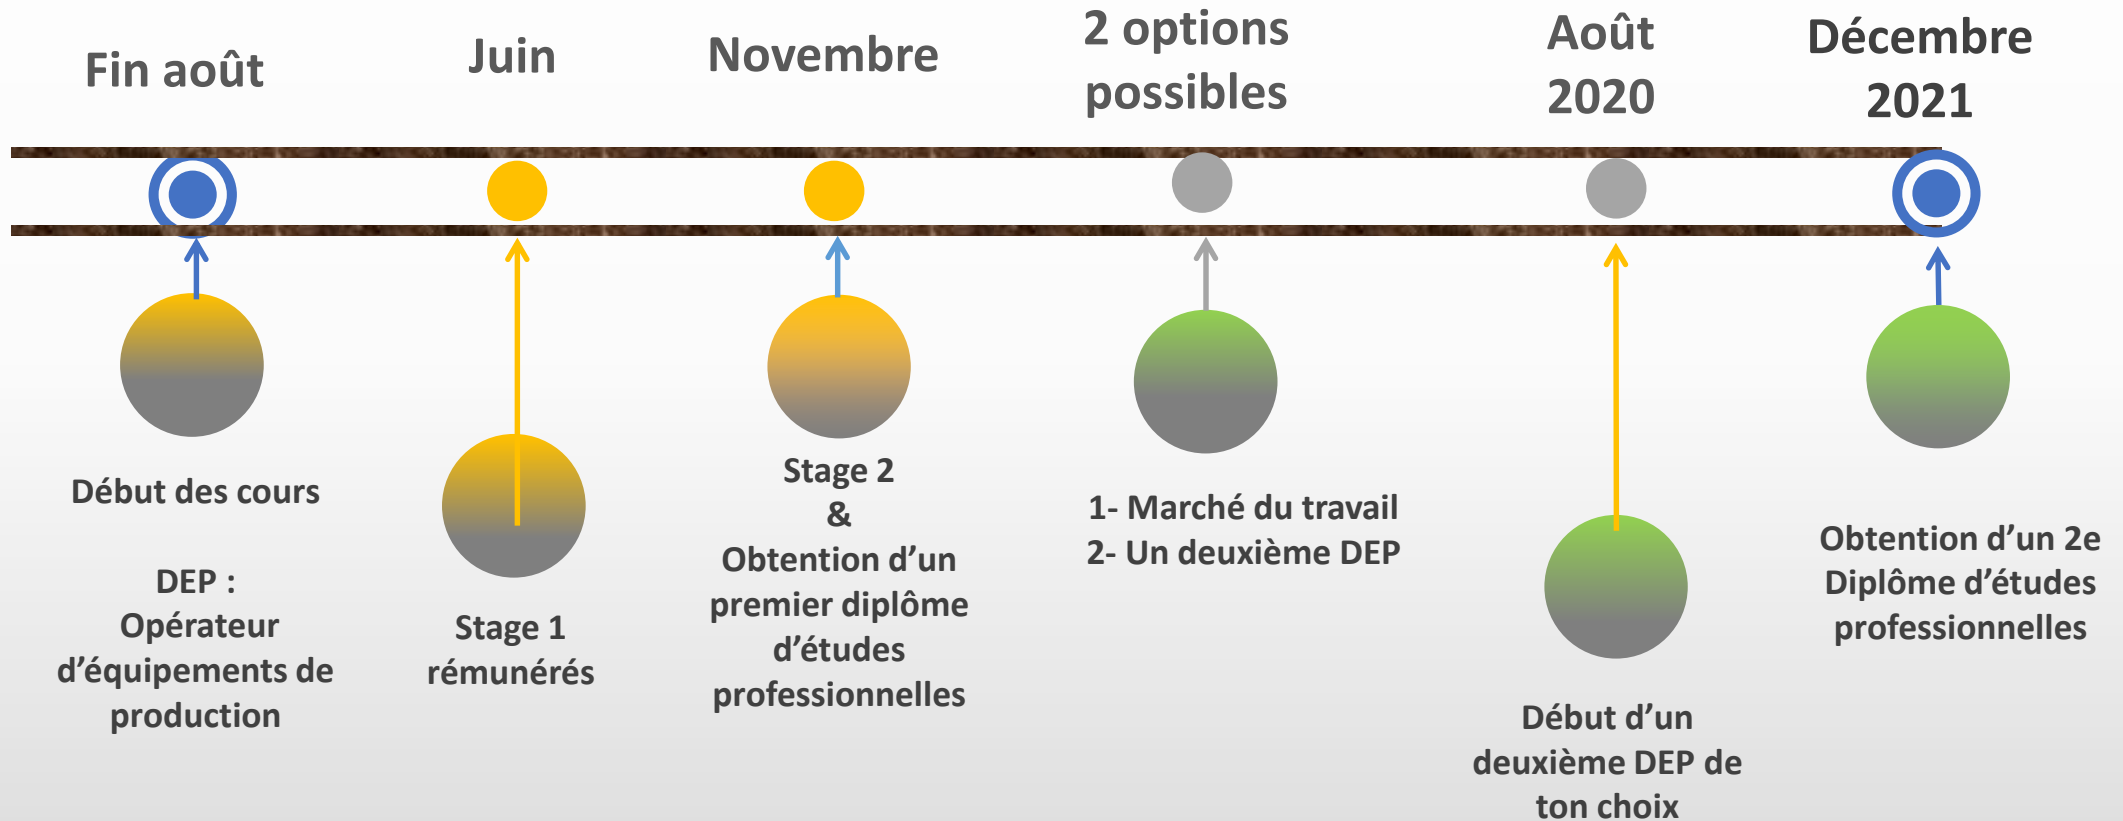 Fin août
Juin
Novembre
2 options
possibles
Août
2020
Décembre
2021
Début des cours
DEP :
Opérateur
d’équipements de
production
Stage 1
rémunérés
Stage 2
&
Obtention d’un
premier diplôme
d’études
professionnelles
1- Marché du travail
2- Un deuxième DEP
Début d’un
deuxième DEP de
ton choix
Obtention d’un 2e
Diplôme d’études
professionnelles